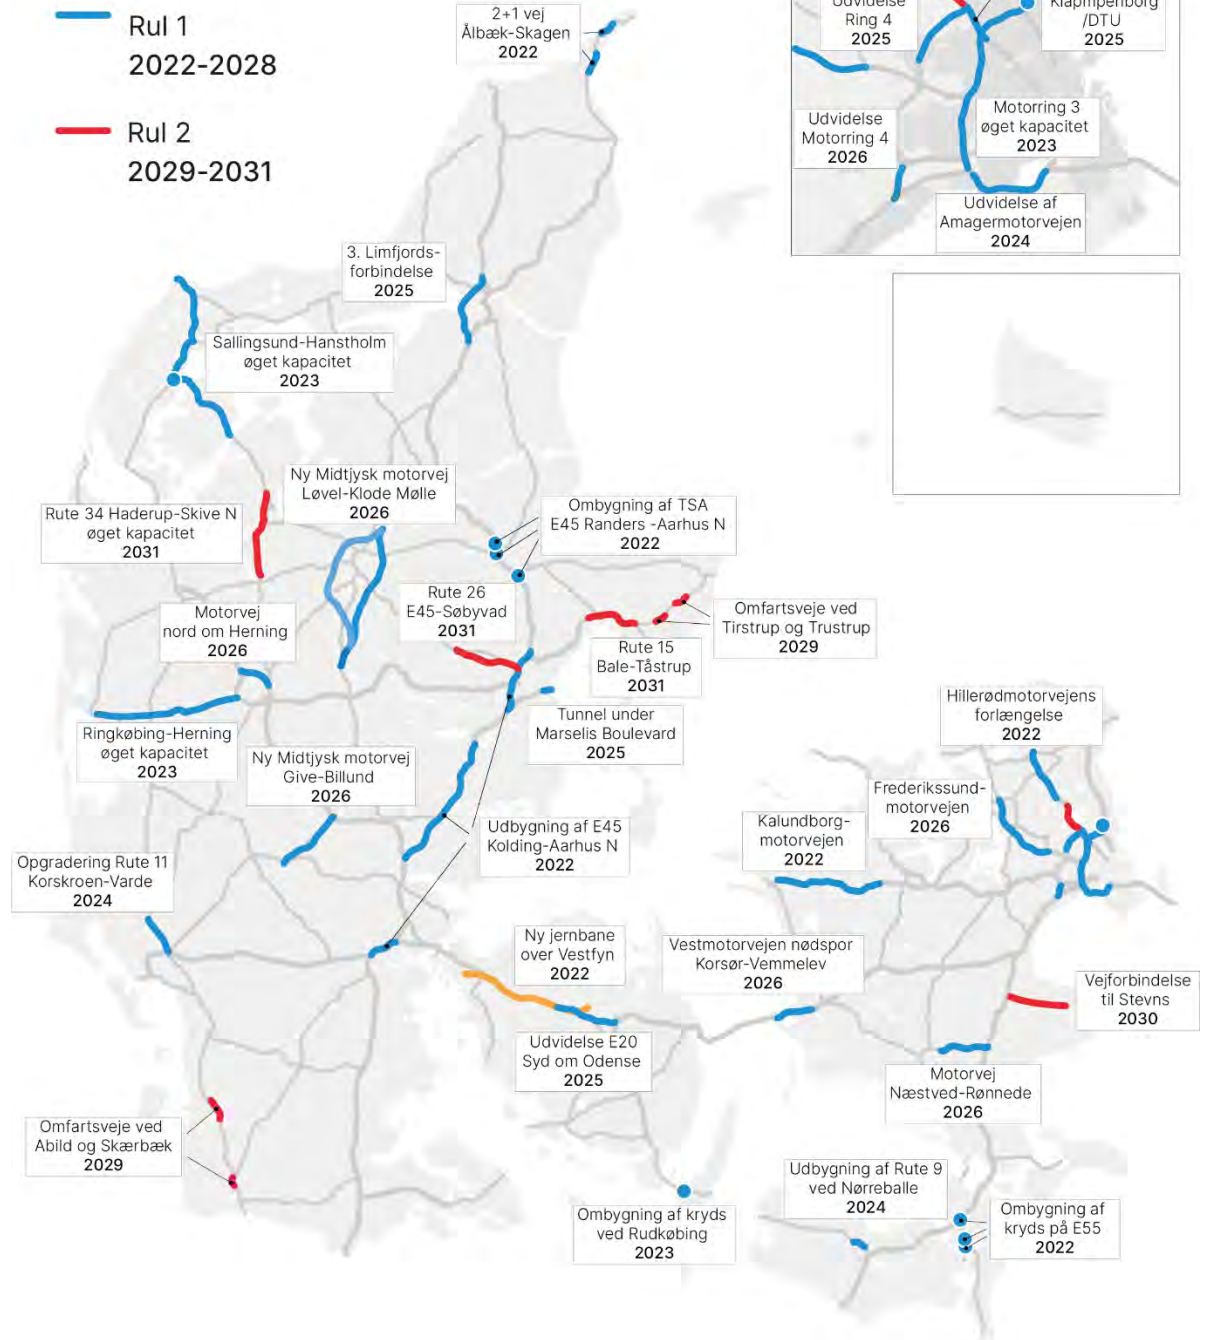 Rul 1
2022-2028
Rul 2
2029-2031
2+1 vej
Ålbæk-Skagen
2022
Udvidelse
Ring 4
2025
/DTU
2025
Udvidelse
Motorring 4
2026
Motorring 3
øget kapacitet
2023
Udvidelse af
Amagermotorvejen
2024
3. Limfjords-
forbindelse
2025
Sallingsund-Hanstholm
øget kapacitet
2023
Ny Midtjysk motorvej
Løvel-Klode Mølle
2026
Rute 34 Haderup-Skive N
øget kapacitet
2031
Ombygning af TSA
E45 Randers -Aarhus N
2022
Rute 26
E45-Søbyvad
2031
Motorvej
nord om Herning
2026
Omfartsveje ved
Tirstrup og Trustrup
2029
Rute 15
Bale-Tåstrup
2031
Tunnel under
Marselis Boulevard
2025
Ringkøbing-Herning
øget kapacitet
2023
Ny Midtjysk motorvej
Give-Billund
2026
Hillerødmotorvejens
forlængelse
2022
Frederikssund-
motorvejen
2026
Kalundborg-
motorvejen
2022
Udbygning af E45
Kolding-Aarhus N
2022
Opgradering Rute 11
Korskroen-Varde
2024
Ny jernbane
over Vestfyn
2022
Vestmotorvejen nødspor
Korsør-Vemmelev
2026
Vejforbindelse
til Stevns
2030
Udvidelse E20
Syd om Odense
2025
Motorvej
Næstved-Rønnede
2026
Omfartsveje ved
Abild og Skærbæk
2029
Udbygning af Rute 9
ved Nørreballe
2024
Ombygning af kryds
ved Rudkøbing
2023
Ombygning af
kryds på E55
2022